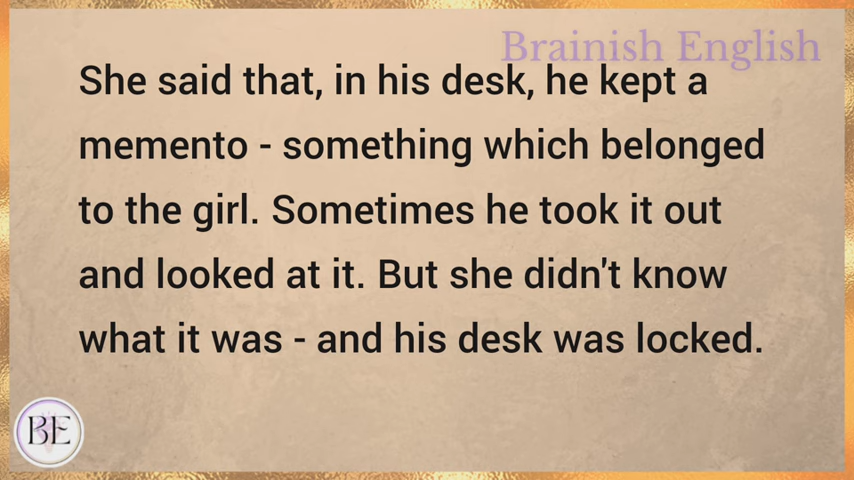 Brainish English
She said that, in his desk, he kept a
memento - something which belonged
to the girl. Sometimes he took it out
and looked at it. But she didn't know
what it was - and his desk was locked.
BE